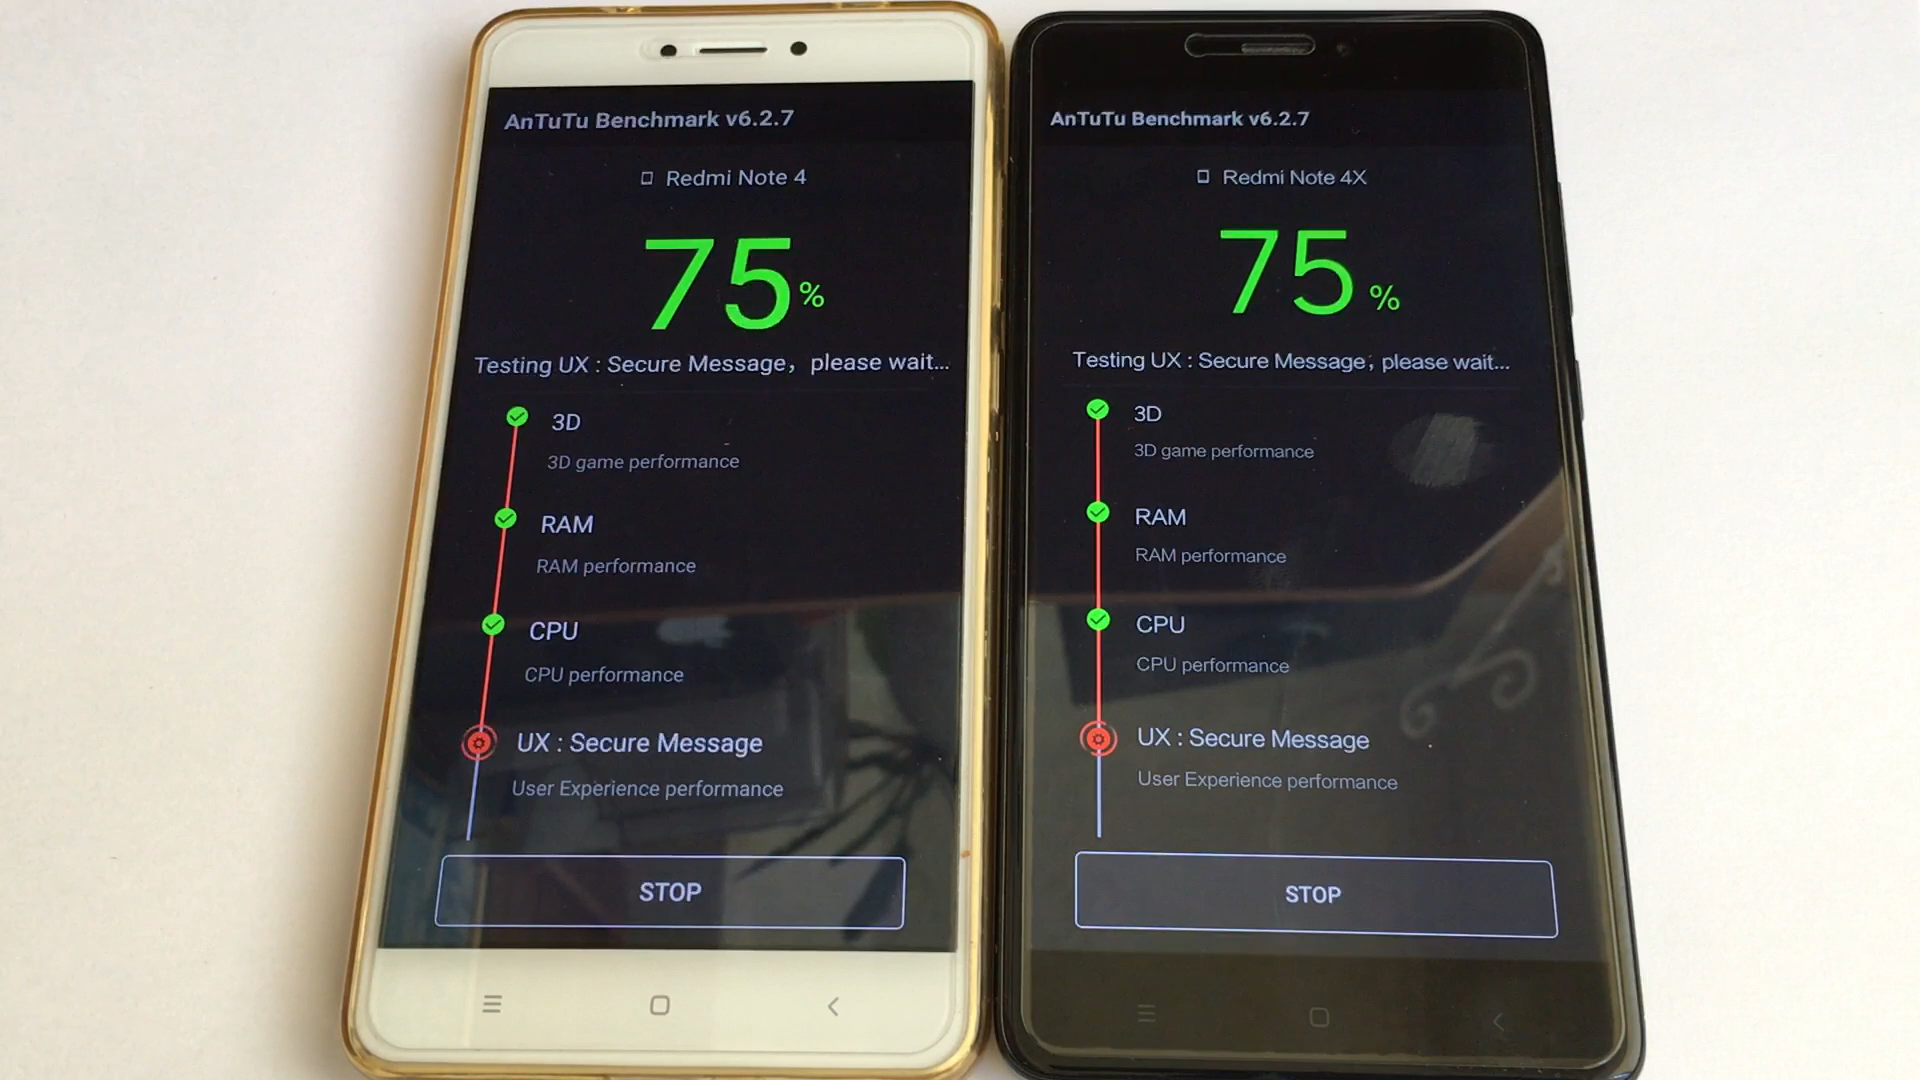 AnTuTu Benchmark v6.2.7
Redmi Note 4
75%
Testing UX : Secure Message, please wait...
3D
3D game performance
RAM
RAM performance
CPU
CPU performance
UX : Secure Message
User Experience performance
STOP
AnTuTu Benchmark v6.2.7
Redmi Note 4X
75%
Testing UX : Secure Message, please wait...
3D
3D game performance
RAM
RAM performance
CPU
CPU performance
UX : Secure Message
User Experience performance
STOP